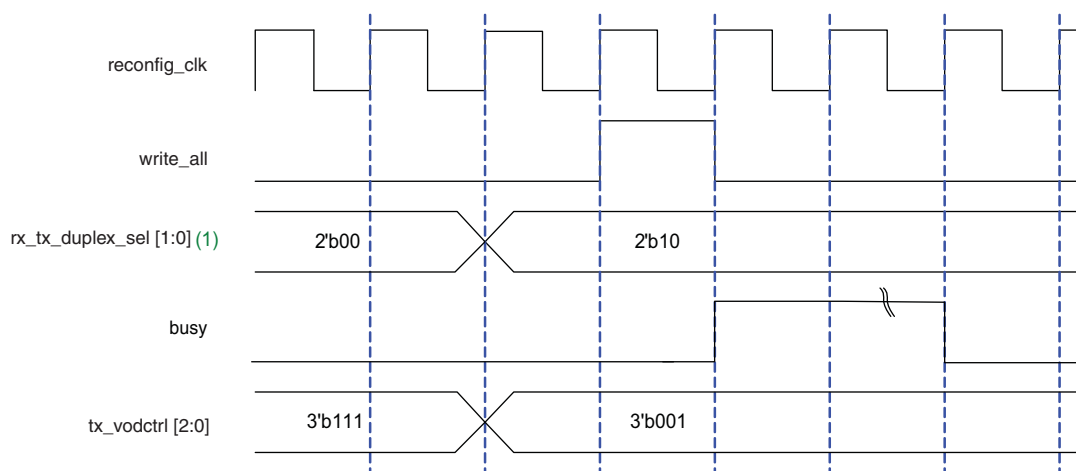 reconfig_clk
write_all
rx_tx_duplex_sel [1:0] (1)
2'b00
2'b10
busy
tx_vodctrl [2:0]
3'b111
3'b001